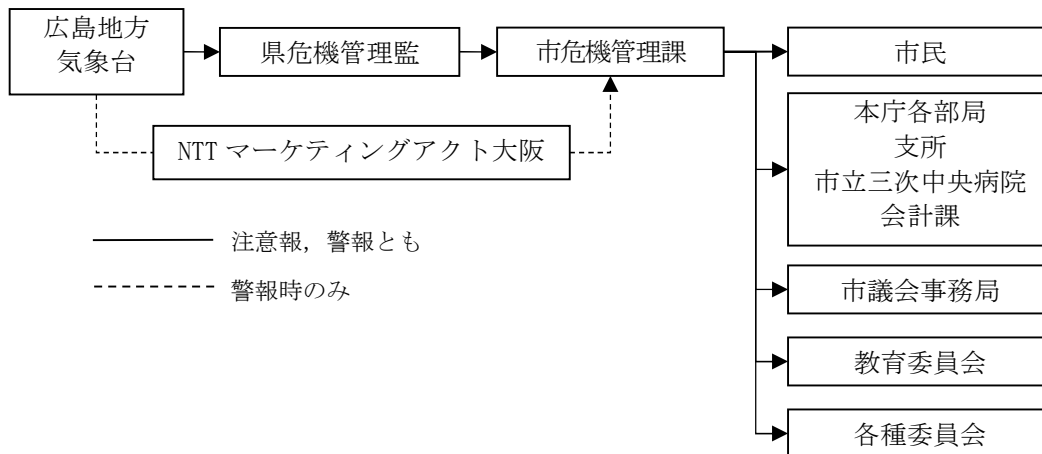 広島地方
気象台
県危機管理監
市危機管理課
市民
NTT マーケティングアクト大阪
本庁各部局
支所
市立三次中央病院
会計課
注意報，警報とも
警報時のみ
市議会事務局
教育委員会
各種委員会